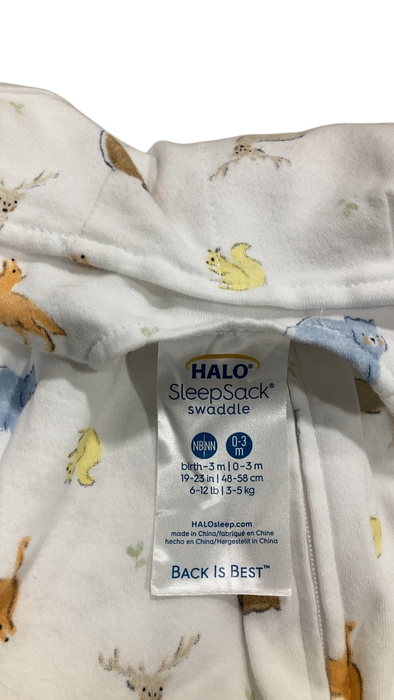 HALO®
SleepSack®
swaddle
NB|NN 0-3 m
birth–3 m | 0–3 m
19-23 in | 48-58 cm
6-12 lb | 3-5 kg
HALOsleep.com
made in China/fabriqué en Chine
hecho en China/Hergestellt in China
BACK IS BEST™